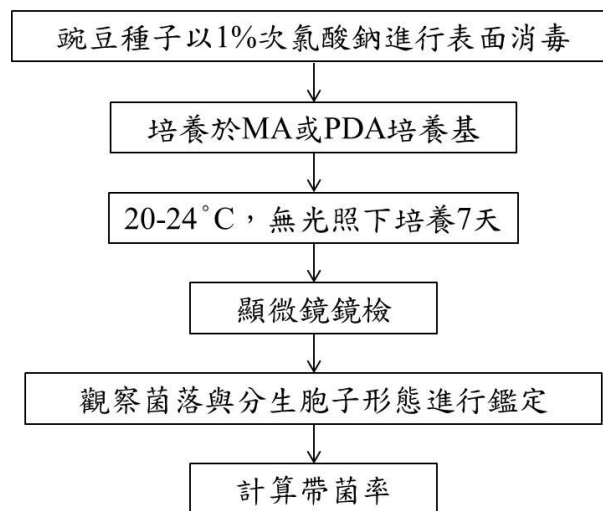 豌豆種子以1%次氯酸鈉進行表面消毒
培養於MA或PDA培養基
20-24°C，無光照下培養7天
顯微鏡鏡檢
觀察菌落與分生胞子形態進行鑑定
計算帶菌率